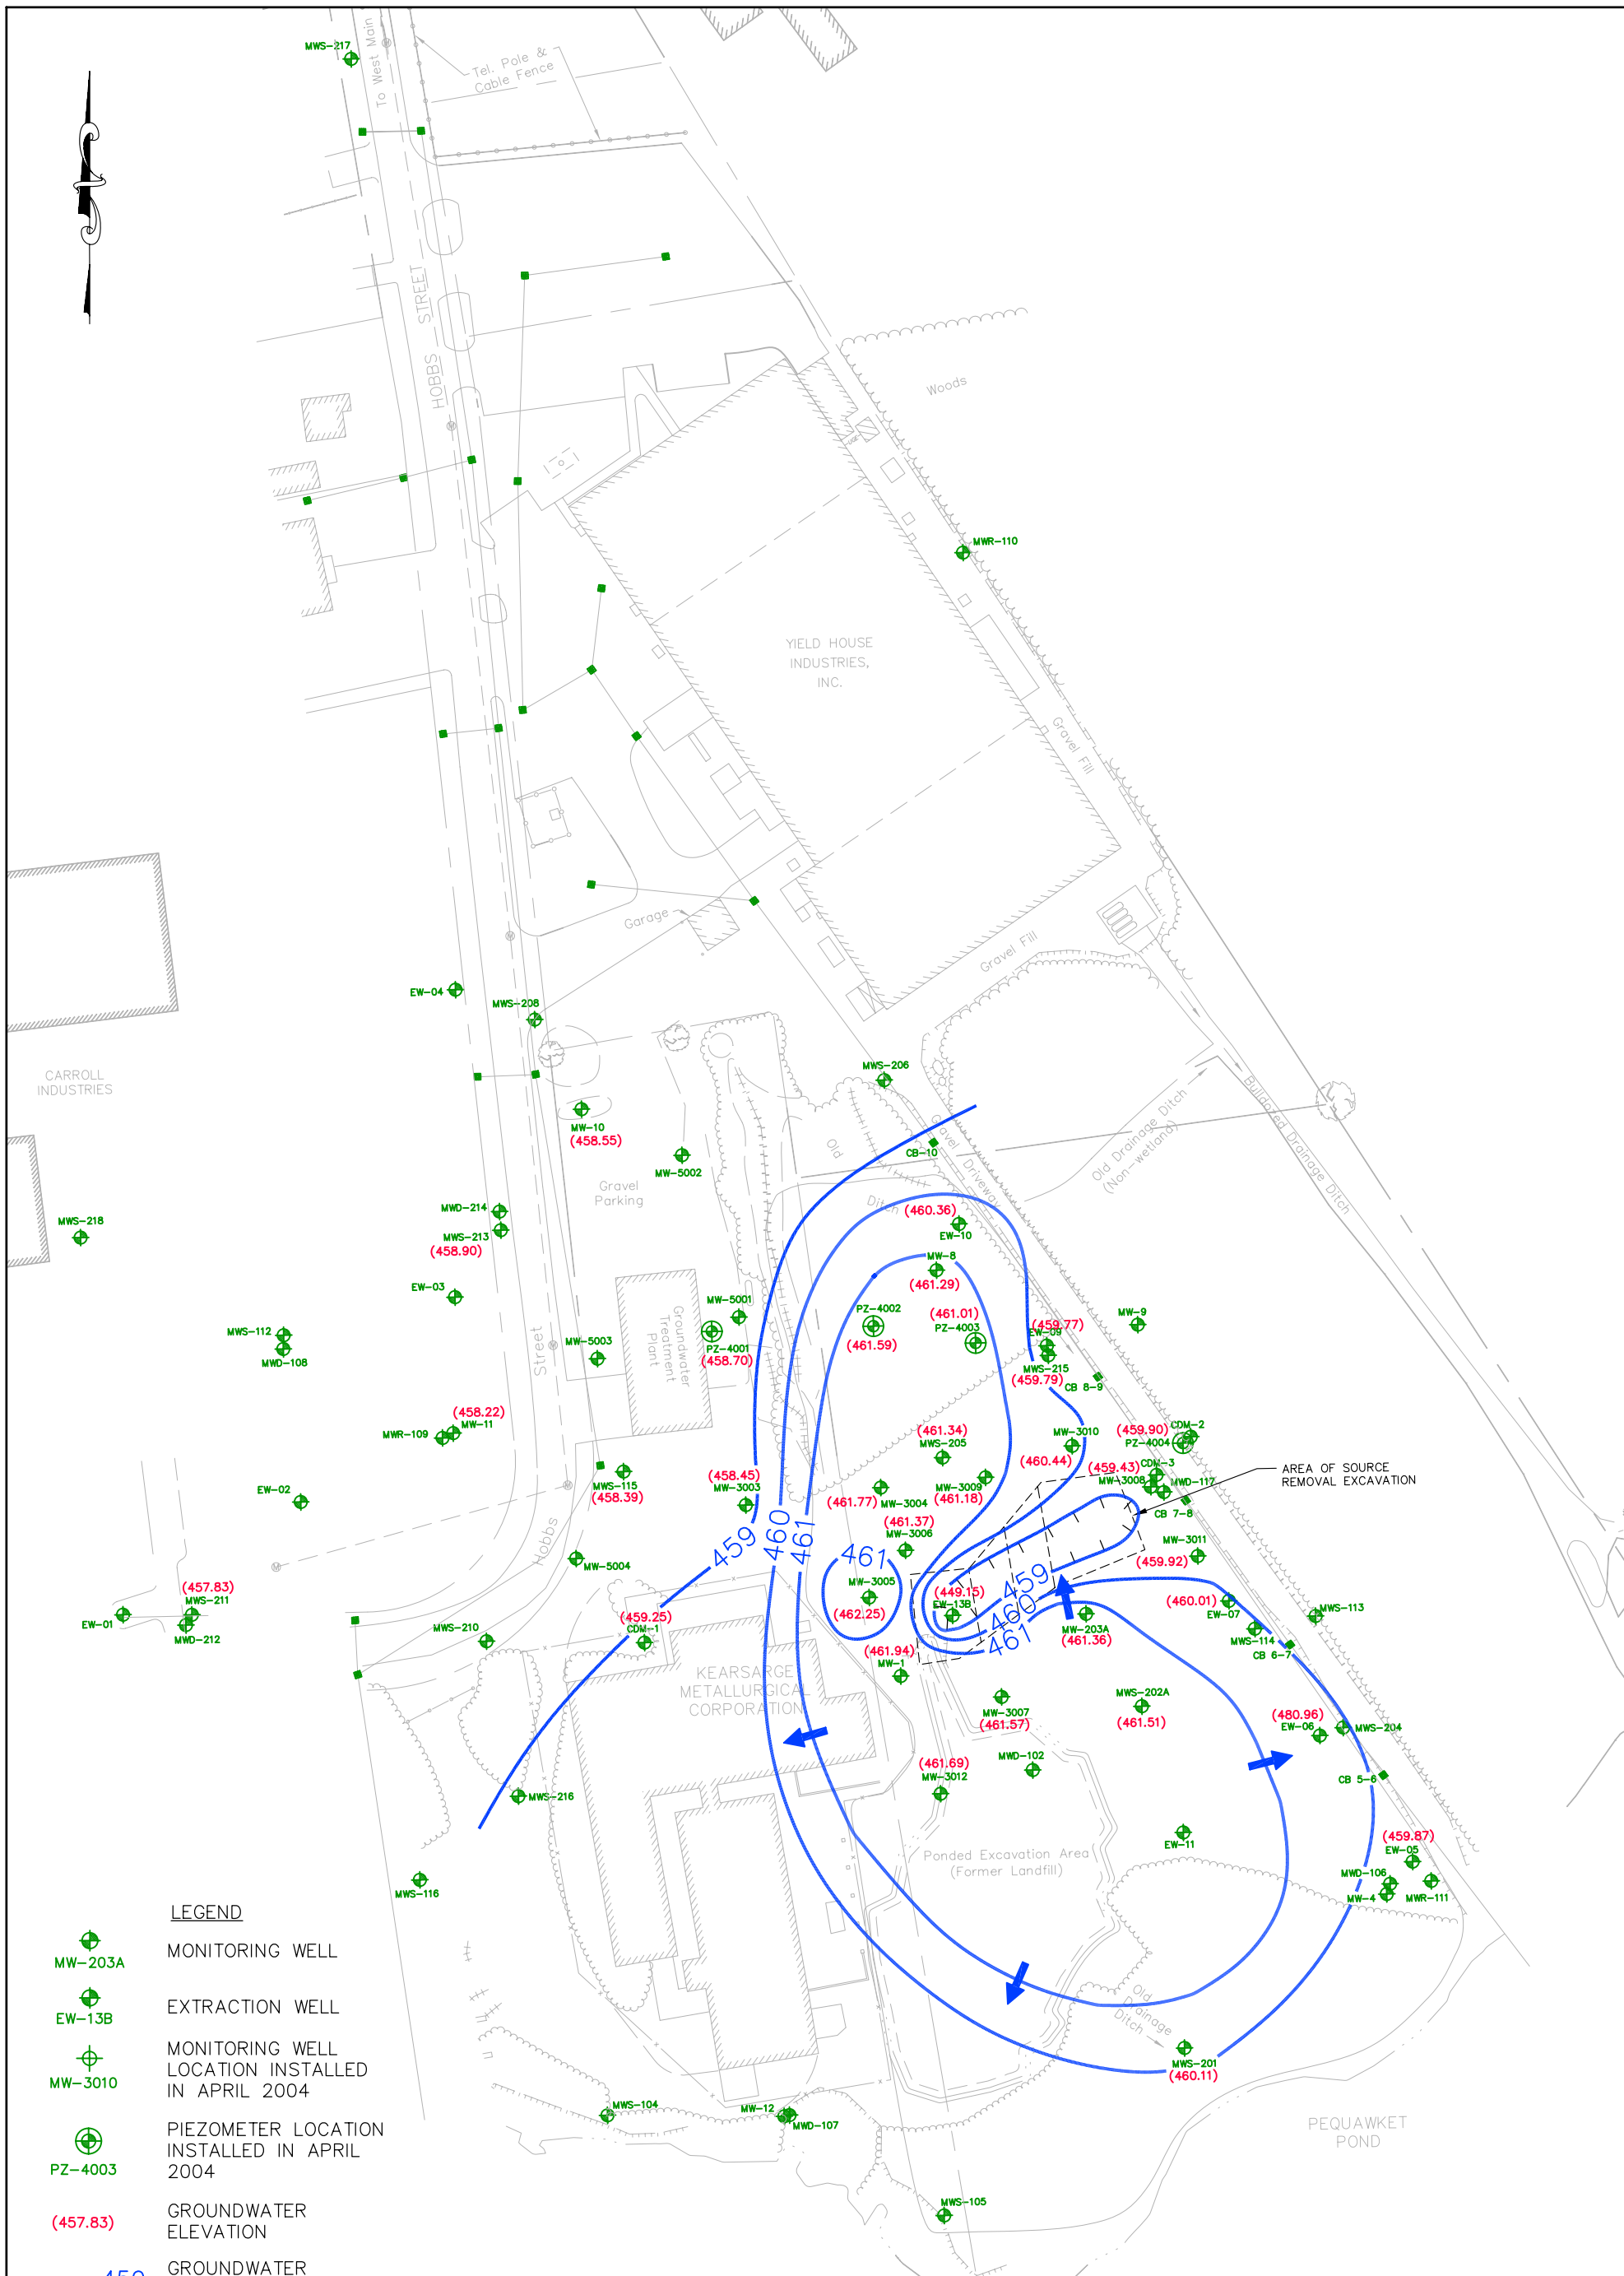 MWS-217
To West Main
Tel. Pole &
Cable Fence
HOBBS STREET
Woods
MWR-110
YIELD HOUSE
INDUSTRIES,
INC.
Gravel Fill
Garage
Gravel Fill
EW-04
MWS-208
CARROLL
INDUSTRIES
MWS-206
MW-10
(458.55)
MW-5002
CB-10
Old
Ditch
Gravel Driveway
Old Drainage Ditch
(Non-wetland)
Bulldozed Drainage Ditch
Gravel
Parking
MWD-214
MWS-213
(458.90)
MWS-218
(460.36)
EW-10
MW-8
(461.29)
EW-03
MW-5001
PZ-4001
(458.70)
PZ-4002
(461.59)
(461.01)
PZ-4003
(459.77)
EW-09
MWS-215
(459.79)
MW-9
CB 8-9
MWS-112
MWD-108
MW-5003
Groundwater
Treatment
Plant
Street
(458.22)
MW-11
MWR-109
(461.34)
MWS-205
MW-3010
(460.44)
(459.90)
CDM-2
PZ-4004
(459.43)
CDM-3
MW-3008
MWD-117
CB 7-8
AREA OF SOURCE
REMOVAL EXCAVATION
EW-02
MWS-115
(458.39)
(458.45)
MW-3003
(461.77)
MW-3004
MW-3009
(461.18)
(461.37)
MW-3006
MW-3011
(459.92)
459
460
461
461
Hobbs
MW-5004
MW-3005
(462.25)
(449.15)
EW-13B
459
460
461
(457.83)
MWS-211
EW-01
MWD-212
MWS-210
(459.25)
CDM-1
MW-203A
(461.36)
(460.01)
EW-07
MWS-113
MWS-114
CB 6-7
(461.94)
MW-1
KEARSARGE
METALLURGICAL
CORPORATION
MW-3007
(461.57)
MWS-202A
(461.51)
(480.96)
EW-06
MWS-204
(461.69)
MW-3012
MWD-102
CB 5-6
MWS-216
EW-11
(459.87)
EW-05
MWD-106
MW-4
MWR-111
Ponded Excavation Area
(Former Landfill)
MWS-116
Old
Drainage
Ditch
MWS-201
(460.11)
MWS-104
MW-12
MWD-107
PEQUAWKET
POND
MWS-105
LEGEND
MW-203A
MONITORING WELL
EW-13B
EXTRACTION WELL
MW-3010
MONITORING WELL
LOCATION INSTALLED
IN APRIL 2004
PZ-4003
PIEZOMETER LOCATION
INSTALLED IN APRIL
2004
(457.83)
GROUNDWATER
ELEVATION
459
GROUNDWATER